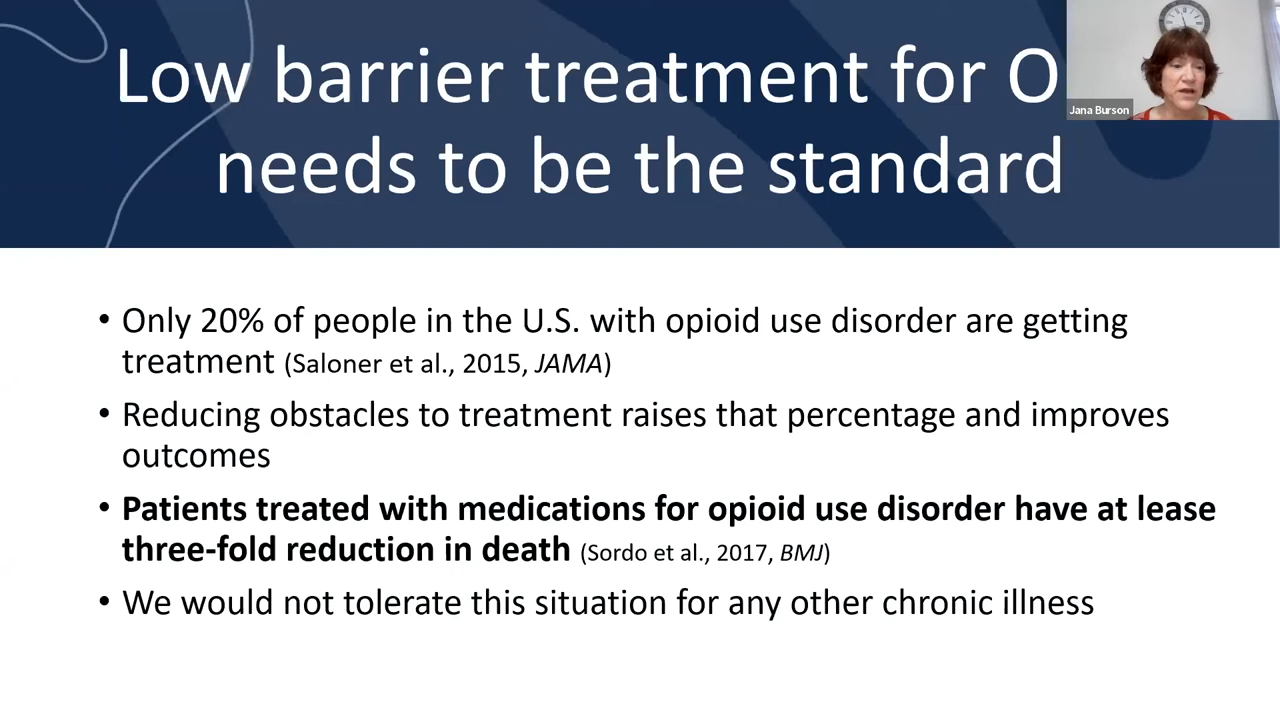 Low barrier treatment for O
needs to be the standard
Jana Burson
• Only 20% of people in the U.S. with opioid use disorder are getting
treatment (Saloner et al., 2015, JAMA)
• Reducing obstacles to treatment raises that percentage and improves
outcomes
• Patients treated with medications for opioid use disorder have at lease
three-fold reduction in death (Sordo et al., 2017, BMJ)
• We would not tolerate this situation for any other chronic illness